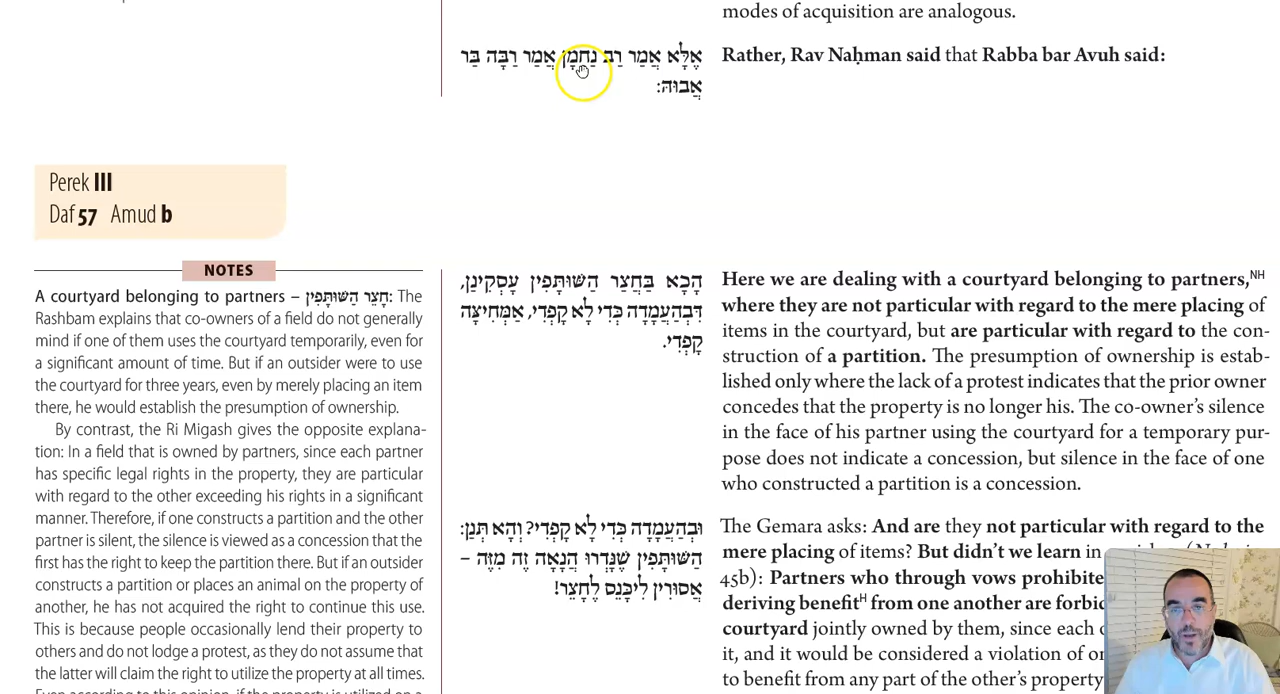 modes of acquisition are analogous.
אֶלָּא אֲמַר רַב נַחְמָן אֲמַר רַבָּה בַּר
אֲבוּהּ:
Rather, Rav Naḥman said that Rabba bar Avuh said:
Perek III
Daf 57 Amud b
NOTES
A courtyard belonging to partners – חֲצַר הַשּׁוּתָּפִין: The
Rashbam explains that co-owners of a field do not generally
mind if one of them uses the courtyard temporarily, even for
a significant amount of time. But if an outsider were to use
the courtyard for three years, even by merely placing an item
there, he would establish the presumption of ownership.
By contrast, the Ri Migash gives the opposite explana-
tion: In a field that is owned by partners, since each partner
has specific legal rights in the property, they are particular
with regard to the other exceeding his rights in a significant
manner. Therefore, if one constructs a partition and the other
partner is silent, the silence is viewed as a concession that the
first has the right to keep the partition there. But if an outsider
constructs a partition or places an animal on the property of
another, he has not acquired the right to continue this use.
This is because people occasionally lend their property to
others and do not lodge a protest, as they do not assume that
the latter will claim the right to utilize the property at all times.
הָכָא בַּחֲצַר הַשּׁוּתָּפִין עָסְקִינַן,
דִּבְהַעֲמָדָה כְּדִי לָא קָפְדִי, אַמְּחִיצָּה
קָפְדִי.
Here we are dealing with a courtyard belonging to partners,NH
where they are not particular with regard to the mere placing of
items in the courtyard, but are particular with regard to the con-
struction of a partition. The presumption of ownership is estab-
lished only where the lack of a protest indicates that the prior owner
concedes that the property is no longer his. The co-owner's silence
in the face of his partner using the courtyard for a temporary pur-
pose does not indicate a concession, but silence in the face of one
who constructed a partition is a concession.
וּבְהַעֲמָדָה כְּדִי לָא קָפְדִי? וְהָא תְּנַן:
הַשּׁוּתָּפִין שֶׁנָּדְרוּ הֲנָאָה זֶה מִזֶּה –
אֲסוּרִין לִיכָּנֵס לֶחָצֵר!
The Gemara asks: And are they not particular with regard to the
mere placing of items? But didn't we learn in
45b): Partners who through vows prohibite
deriving benefitH from one another are forbid
courtyard jointly owned by them, since each
it, and it would be considered a violation of
to benefit from any part of the other's property